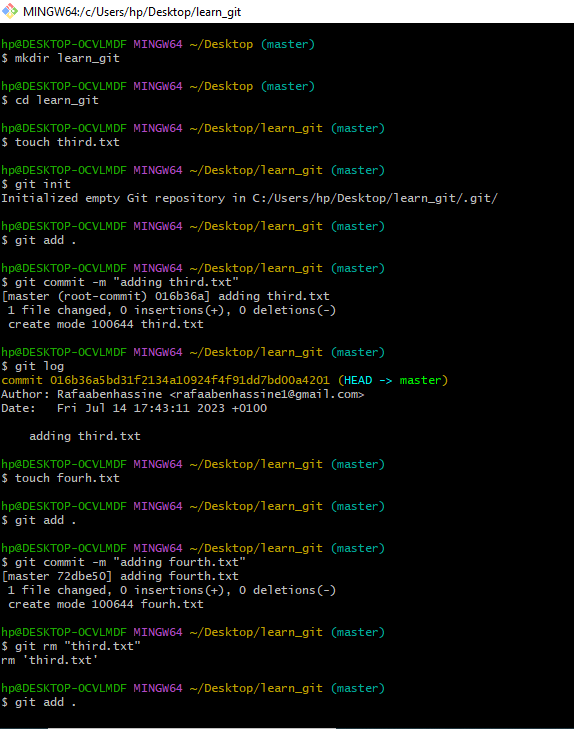 MINGW64:/c/Users/hp/Desktop/learn_git
hp@DESKTOP-OCVLMDF MINGW64 ~/Desktop (master)
$ mkdir learn_git
hp@DESKTOP-OCVLMDF MINGW64 ~/Desktop (master)
$ cd learn_git
hp@DESKTOP-OCVLMDF MINGW64 ~/Desktop/learn_git (master)
$ touch third.txt
hp@DESKTOP-OCVLMDF MINGW64 ~/Desktop/learn_git (master)
$ git init
Initialized empty Git repository in C:/Users/hp/Desktop/learn_git/.git/
hp@DESKTOP-OCVLMDF MINGW64 ~/Desktop/learn_git (master)
$ git add .
hp@DESKTOP-OCVLMDF MINGW64 ~/Desktop/learn_git (master)
$ git commit -m "adding third.txt"
[master (root-commit) 016b36a] adding third.txt
 1 file changed, 0 insertions(+), 0 deletions(-)
 create mode 100644 third.txt
hp@DESKTOP-OCVLMDF MINGW64 ~/Desktop/learn_git (master)
$ git log
commit 016b36a5bd31f2134a10924f4f91dd7bd00a4201 (HEAD -> master)
Author: Rafaabenhassine <rafaabenhassine1@gmail.com>
Date:   Fri Jul 14 17:43:11 2023 +0100
    adding third.txt
hp@DESKTOP-OCVLMDF MINGW64 ~/Desktop/learn_git (master)
$ touch fourh.txt
hp@DESKTOP-OCVLMDF MINGW64 ~/Desktop/learn_git (master)
$ git add .
hp@DESKTOP-OCVLMDF MINGW64 ~/Desktop/learn_git (master)
$ git commit -m "adding fourth.txt"
[master 72dbe50] adding fourth.txt
 1 file changed, 0 insertions(+), 0 deletions(-)
 create mode 100644 fourh.txt
hp@DESKTOP-OCVLMDF MINGW64 ~/Desktop/learn_git (master)
$ git rm "third.txt"
rm 'third.txt'
hp@DESKTOP-OCVLMDF MINGW64 ~/Desktop/learn_git (master)
$ git add .